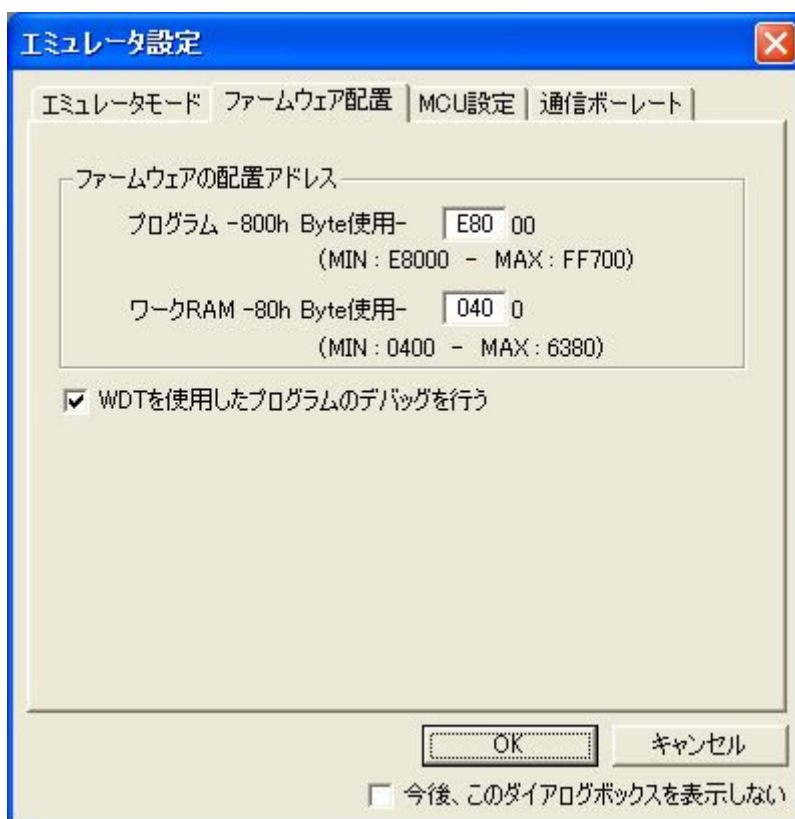 エミュレータ設定
エミュレータモード ファームウェア配置 MCU設定 通信ボーレート
ファームウェアの配置アドレス
プログラム -800h Byte使用- E80 00
(MIN : E8000 - MAX : FF700)
ワークRAM -80h Byte使用- 040 0
(MIN : 0400 - MAX : 6380)
WDTを使用したプログラムのデバッグを行う
OK キャンセル
今後、このダイアログボックスを表示しない